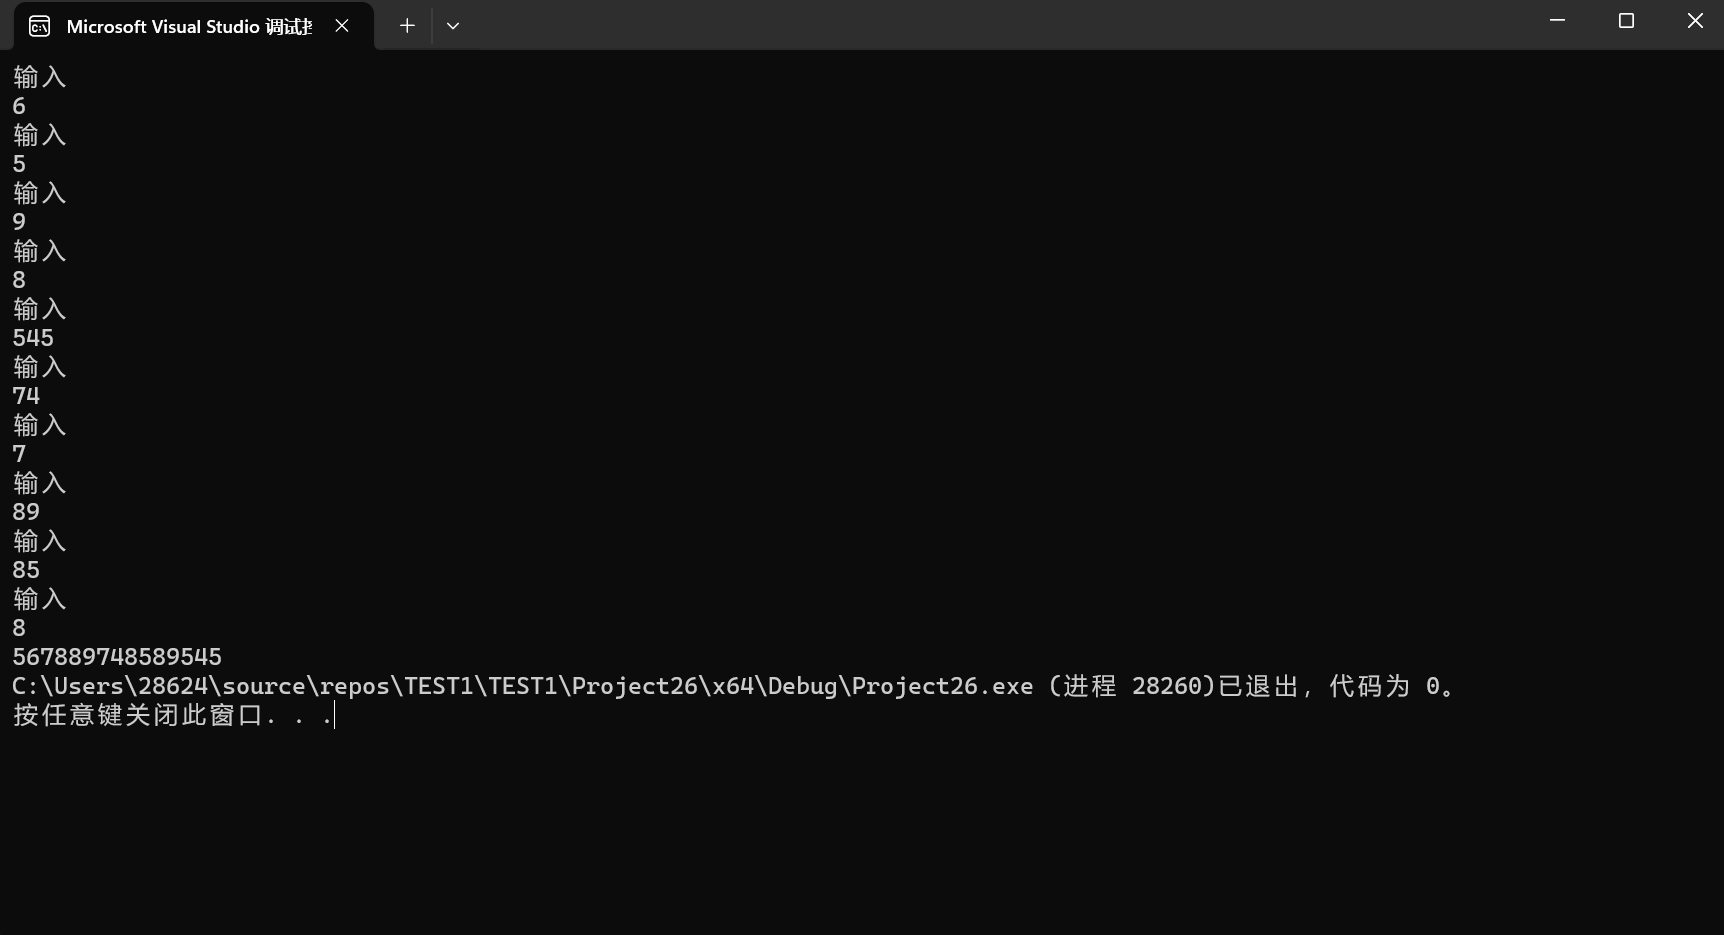 Microsoft Visual Studio 调试
输入
6
输入
5
输入
9
输入
8
输入
545
输入
74
输入
7
输入
89
输入
85
输入
8
567889748589545
C:\Users\28624\source\repos\TEST1\TEST1\Project26\x64\Debug\Project26.exe (进程 28260)已退出，代码为 0。
按任意键关闭此窗口. . .